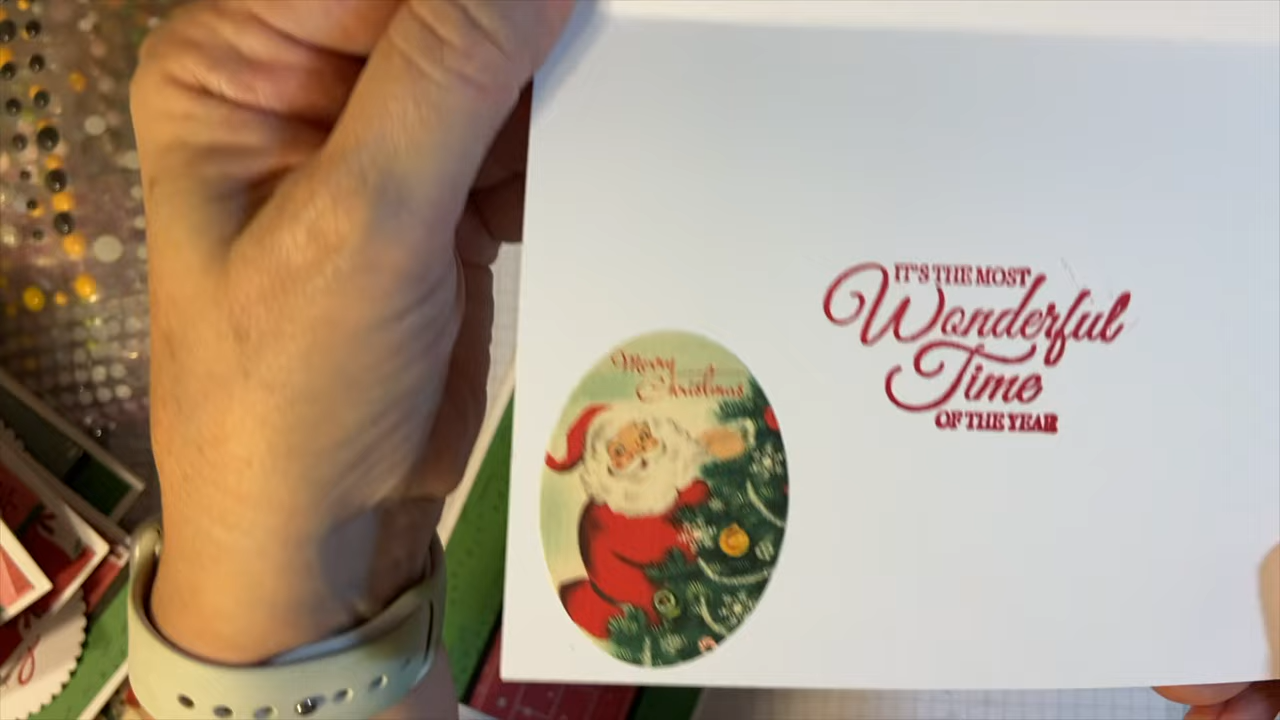 IT'S THE MOST
Wonderful
Time
OF THE YEAR
Merry
Christmas